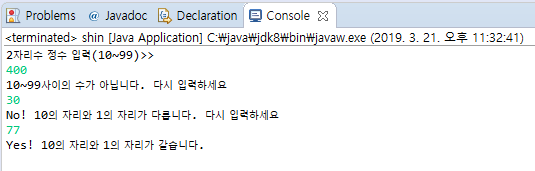 Problems @ Javadoc Declaration Console
<terminated> shin [Java Application] C:₩java₩jdk8₩bin₩javaw.exe (2019. 3. 21. 오후 11:32:41)
2자리수 정수 입력(10~99)>>
400
10~99사이의 수가 아닙니다. 다시 입력하세요
30
No! 10의 자리와 1의 자리가 다릅니다. 다시 입력하세요
77
Yes! 10의 자리와 1의 자리가 같습니다.